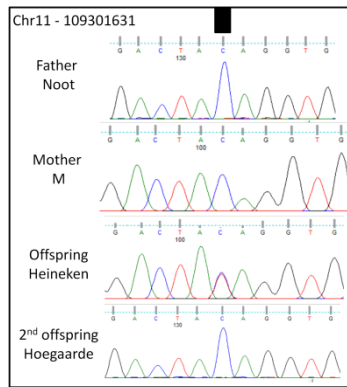 Chr11 - 109301631
G A C T A C A G G T G
130
Father
Noot
G A C T A C A G G T G
100
Mother
M
G A C T A C A G G T G
100
Offspring
Heineken
G A C T A C A G G T G
130
2nd offspring
Hoegaarde